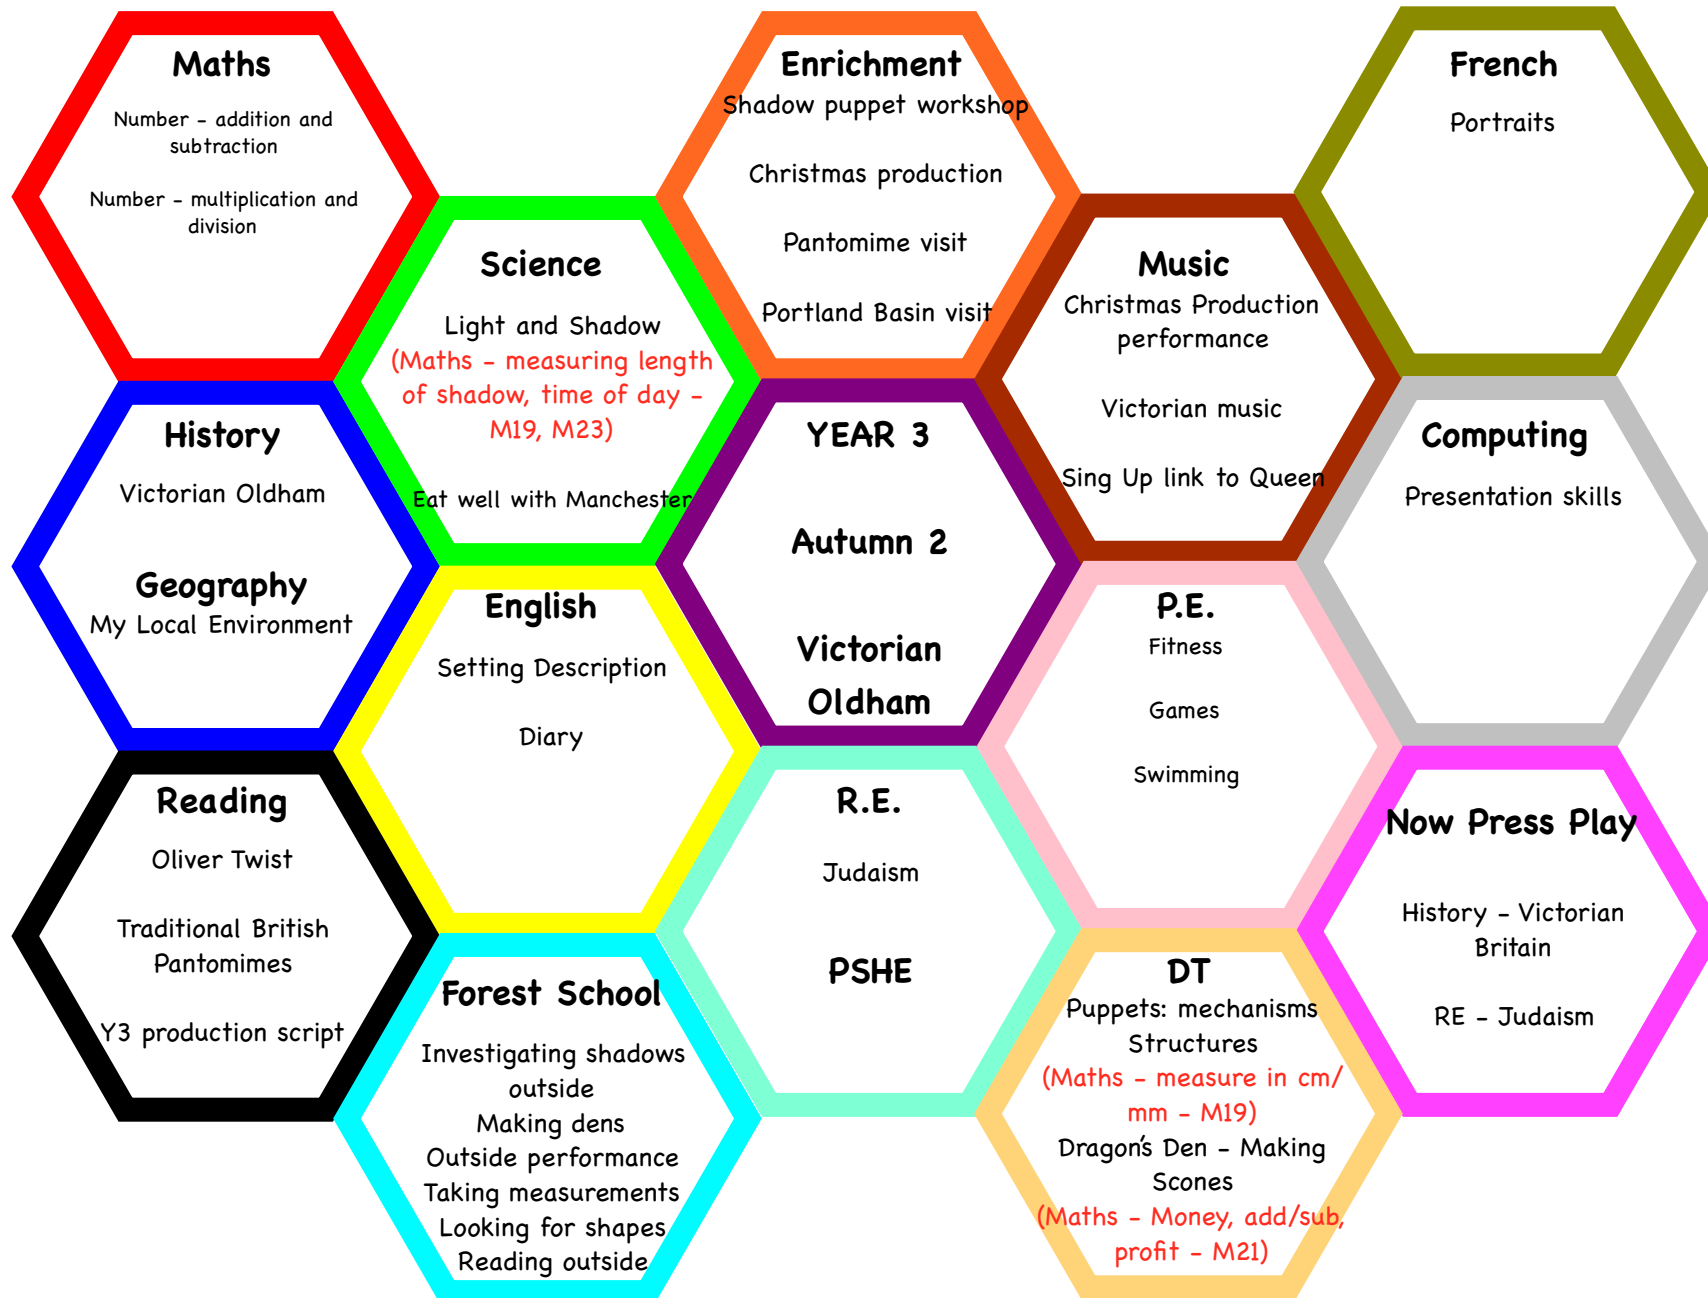 Maths
Number - addition and
subtraction
Number - multiplication and
division
Enrichment
Shadow puppet workshop
Christmas production
Pantomime visit
Portland Basin visit
French
Portraits
Science
Light and Shadow
(Maths - measuring length
of shadow, time of day -
M19, M23)
Eat well with Manchester
Music
Christmas Production
performance
Victorian music
Sing Up link to Queen
History
Victorian Oldham
Geography
My Local Environment
YEAR 3
Autumn 2
Victorian
Oldham
Computing
Presentation skills
English
Setting Description
Diary
P.E.
Fitness
Games
Swimming
Reading
Oliver Twist
Traditional British
Pantomimes
Y3 production script
R.E.
Judaism
PSHE
Now Press Play
History - Victorian
Britain
RE - Judaism
Forest School
Investigating shadows
outside
Making dens
Outside performance
Taking measurements
Looking for shapes
Reading outside
DT
Puppets: mechanisms
Structures
(Maths - measure in cm/
mm - M19)
Dragon's Den - Making
Scones
(Maths - Money, add/sub,
profit - M21)